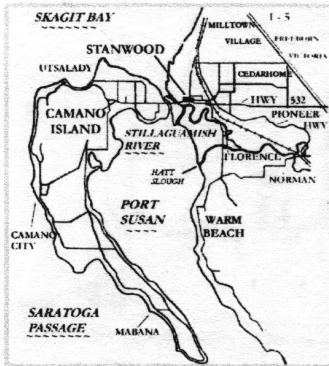 SKAGIT BAY
MILLTOWN
I - 5
VILLAGE
FREEBORN
VICTORIA
STANWOOD
UTSALADY
CEDARHOME
HWY
532
CAMANO
ISLAND
PIONEER
HWY
STILLAGUAMISH
RIVER
FLORENCE
HATT
SLOUGH
NORMAN
PORT
SUSAN
WARM
BEACH
CAMANO
CITY
SARATOGA
PASSAGE
MABANA